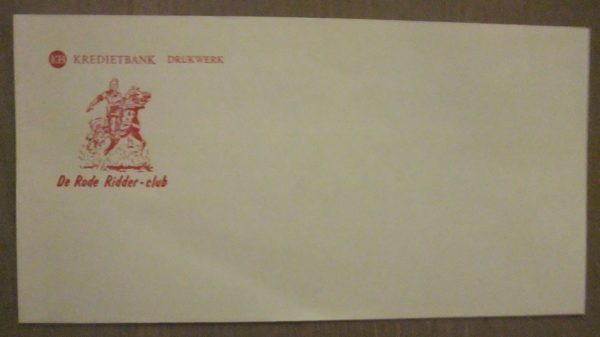 KB KREDIETBANK DRUKWERK
De Rode Ridder-club